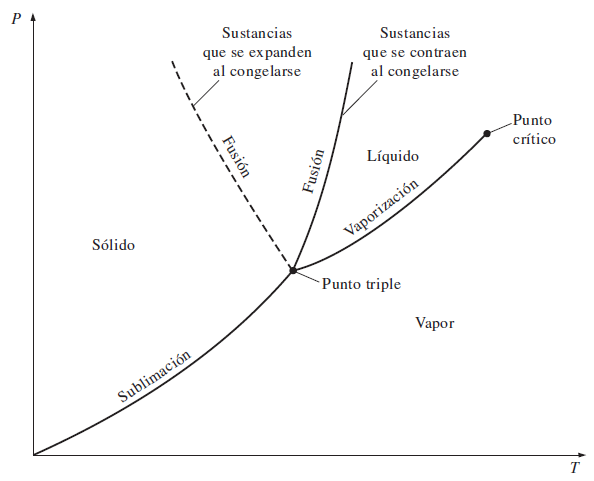 P
Sustancias
que se expanden
al congelarse
Sustancias
que se contraen
al congelarse
Punto
crítico
Fusión
Fusión
Líquido
Vaporización
Sólido
Punto triple
Vapor
Sublimación
T